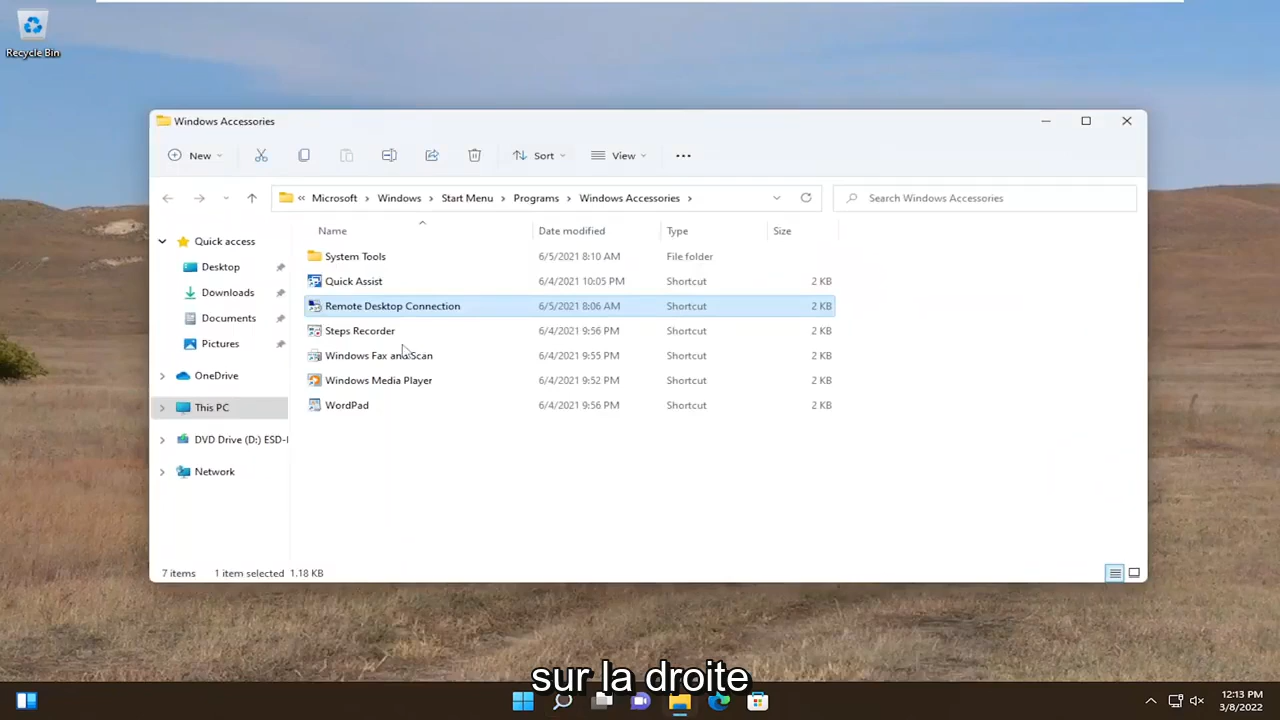 Recycle Bin
Windows Accessories
New
Sort
View
« Microsoft > Windows > Start Menu > Programs > Windows Accessories >
Search Windows Accessories
Name Date modified Type Size
Quick access
Desktop
Downloads
Documents
Pictures
OneDrive
This PC
DVD Drive (D:) ESD-I
Network
System Tools 6/5/2021 8:10 AM File folder
Quick Assist 6/4/2021 10:05 PM Shortcut 2 KB
Remote Desktop Connection 6/5/2021 8:06 AM Shortcut 2 KB
Steps Recorder 6/4/2021 9:56 PM Shortcut 2 KB
Windows Fax and Scan 6/4/2021 9:55 PM Shortcut 2 KB
Windows Media Player 6/4/2021 9:52 PM Shortcut 2 KB
WordPad 6/4/2021 9:56 PM Shortcut 2 KB
7 items 1 item selected 1.18 KB
sur la droite
12:13 PM
3/8/2022